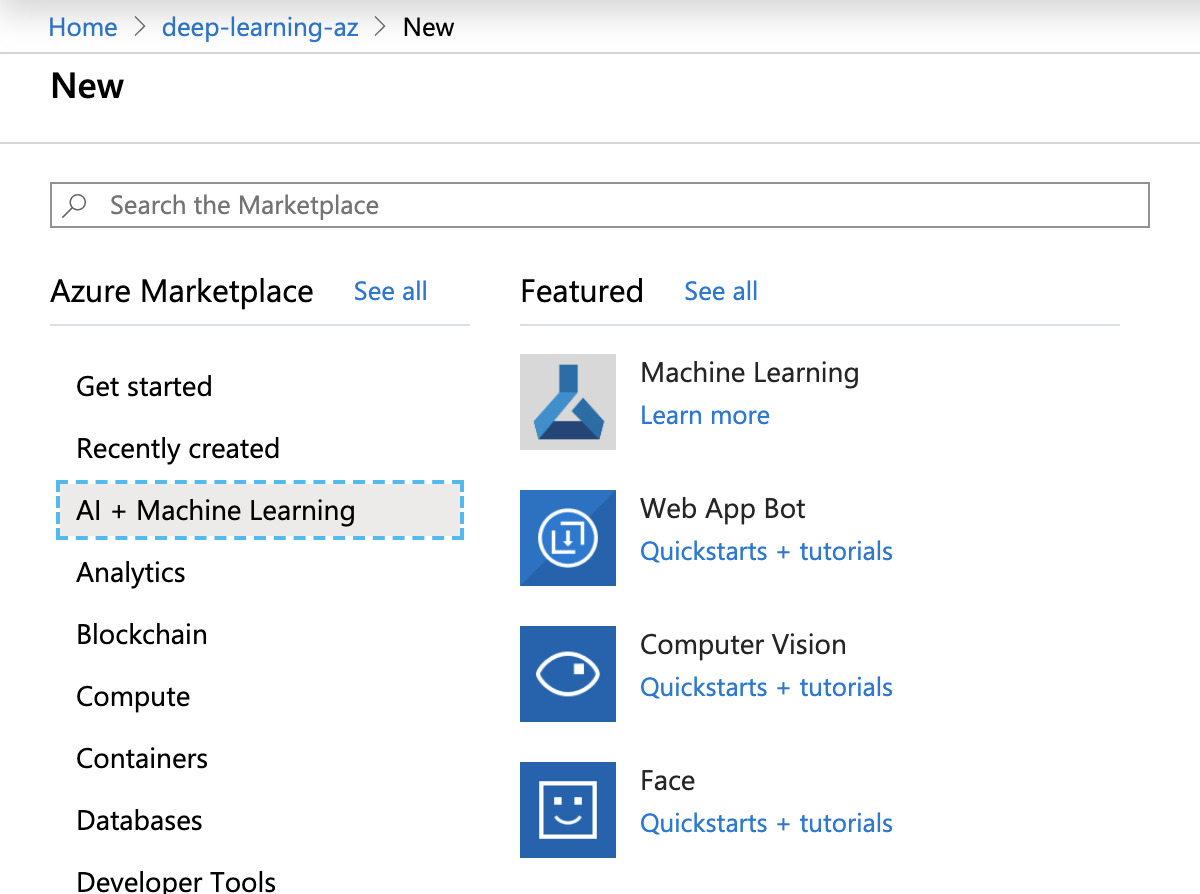 Home > deep-learning-az > New
New
Search the Marketplace
Azure Marketplace See all
Get started
Recently created
AI + Machine Learning
Analytics
Blockchain
Compute
Containers
Databases
Developer Tools
Featured See all
Machine Learning
Learn more
Web App Bot
Quickstarts + tutorials
Computer Vision
Quickstarts + tutorials
Face
Quickstarts + tutorials